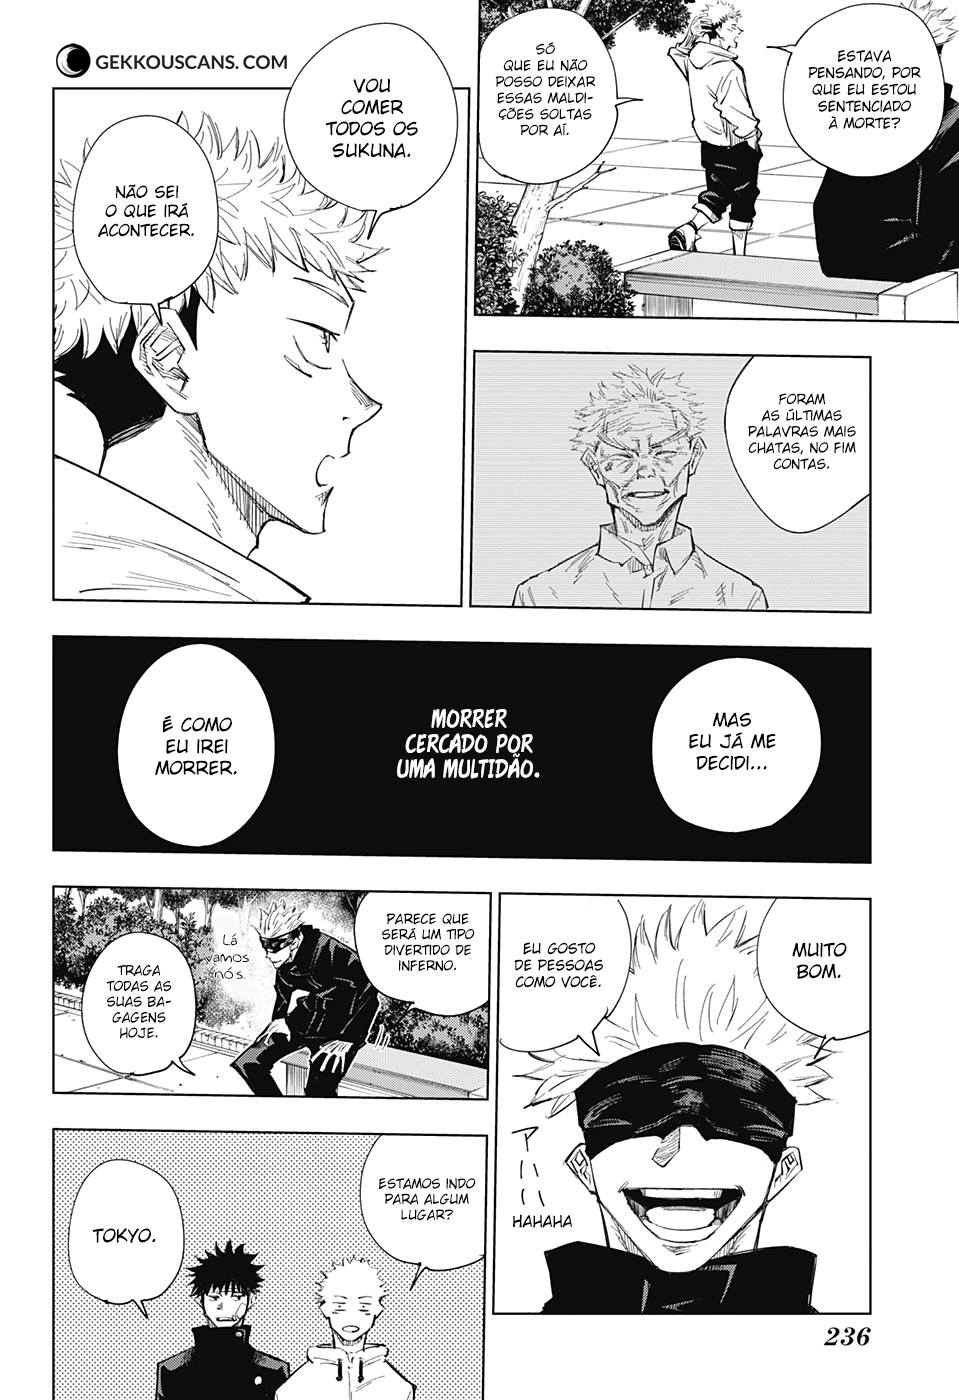 GEKKOUSCANS. COM
ESTAVA
PENSANDO, POR
QUE EU ESTOU
SENTENCIADO
À MORTE?
SÓ
QUE EU NÃO
POSSO DEIXAR
ESSAS MALDI-
ÇÕES SOLTAS
POR AÍ.
VOU
COMER
TODOS OS
SUKUNA.
NÃO SEI
O QUE IRÁ
ACONTECER.
FORAM
AS ÚLTIMAS
PALAVRAS MAIS
CHATAS, NO FIM
CONTAS.
MAS
EU JÁ ME
DECIDI...
MORRER
CERCADO POR
UMA MULTIDÃO.
É COMO
EU IREI
MORRER.
MUITO
BOM.
EU GOSTO
DE PESSOAS
COMO VOCÊ.
アハハハ
HAHAHA
PARECE QUE
SERÁ UM TIPO
DIVERTIDO DE
INFERNO.
Lá
vamos
nós.
TRAGA
TODAS AS
SUAS BA-
GAGENS
HOJE.
ESTAMOS INDO
PARA ALGUM
LUGAR?
TOKYO.
236